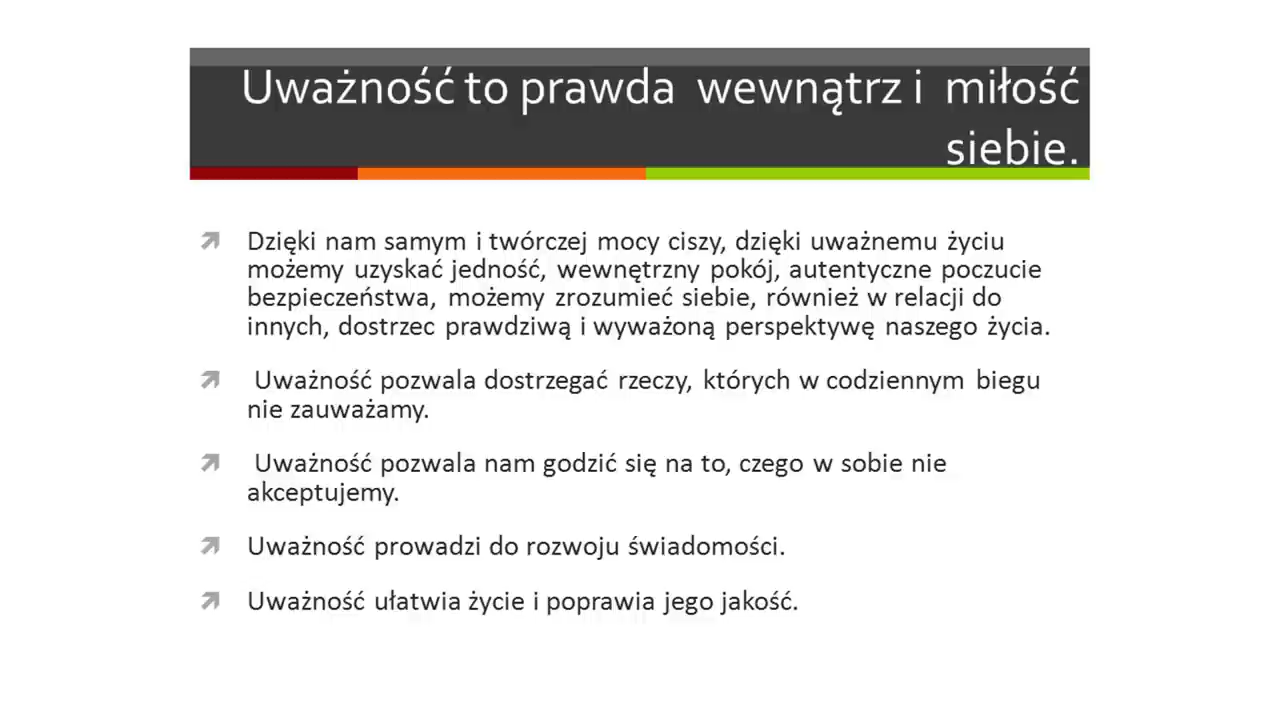 Uważność to prawda wewnątrz i miłość
siebie.
Dzięki nam samym i twórczej mocy ciszy, dzięki uważnemu życiu
możemy uzyskać jedność, wewnętrzny pokój, autentyczne poczucie
bezpieczeństwa, możemy zrozumieć siebie, również w relacji do
innych, dostrzec prawdziwą i wyważoną perspektywę naszego życia.
Uważność pozwala dostrzegać rzeczy, których w codziennym biegu
nie zauważamy.
Uważność pozwala nam godzić się na to, czego w sobie nie
akceptujemy.
Uważność prowadzi do rozwoju świadomości.
Uważność ułatwia życie i poprawia jego jakość.